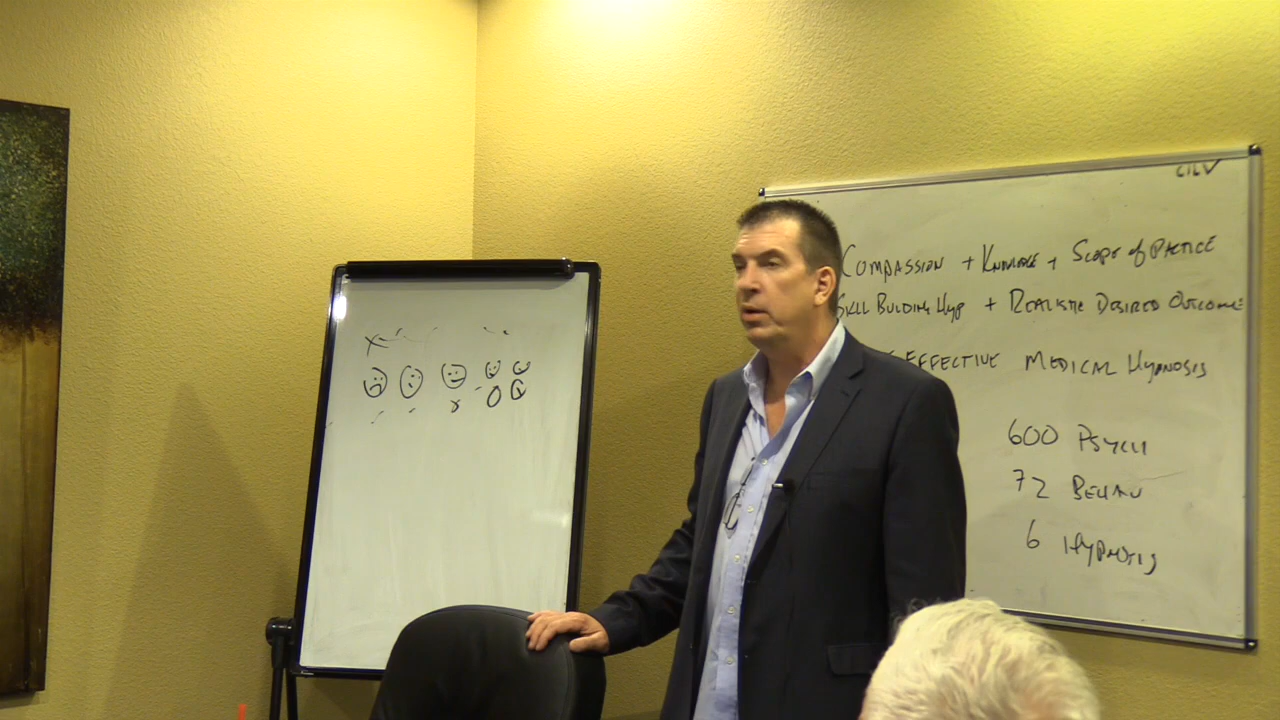 COMPASSION + KNOWLEDGE + SCOPE OF PRACTICE
SKILL BUILDING HYP + REALISTIC DESIRED OUTCOME
EFFECTIVE MEDICAL HYPNOSIS
600 PSYCH
72 BEHAV
6 HYPNOSIS